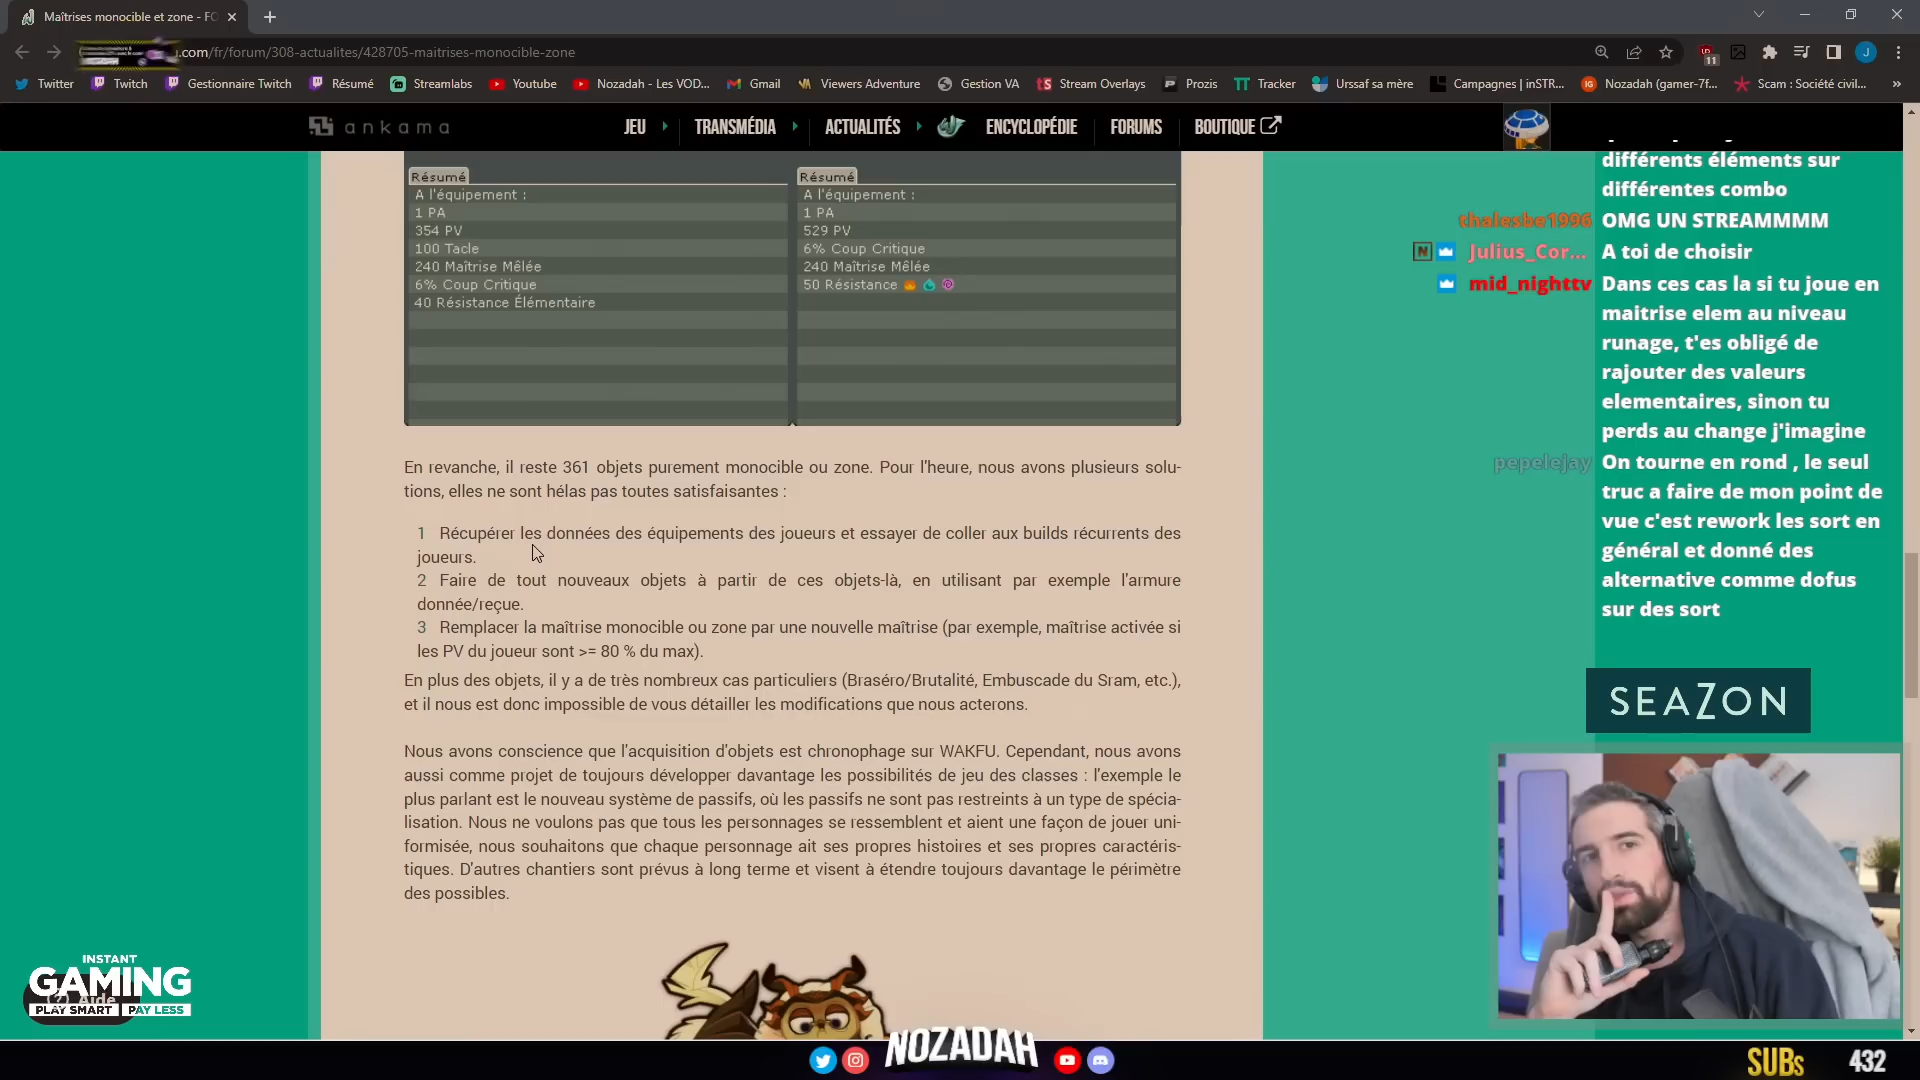 Maîtrises monocible et zone - FO
.com/fr/forum/308-actualites/428705-maitrises-monocible-zone
11
J
Twitter
Twitch
Gestionnaire Twitch
Résumé
Streamlabs
Youtube
Nozadah - Les VOD...
Gmail
Viewers Adventure
Gestion VA
Stream Overlays
Prozis
Tracker
Urssaf sa mère
Campagnes | inSTR...
Nozadah (gamer-7f...
Scam : Société civil...
»
ankama
JEU
TRANSMÉDIA
ACTUALITÉS
ENCYCLOPÉDIE
FORUMS
BOUTIQUE
Résumé
A l'équipement :
1 PA
354 PV
100 Tacle
240 Maîtrise Mêlée
6% Coup Critique
40 Résistance Élémentaire
Résumé
A l'équipement :
1 PA
529 PV
6% Coup Critique
240 Maîtrise Mêlée
50 Résistance
En revanche, il reste 361 objets purement monocible ou zone. Pour l'heure, nous avons plusieurs solu-
tions, elles ne sont hélas pas toutes satisfaisantes :
1 Récupérer les données des équipements des joueurs et essayer de coller aux builds récurrents des
joueurs.
2 Faire de tout nouveaux objets à partir de ces objets-là, en utilisant par exemple l'armure
donnée/reçue.
3 Remplacer la maîtrise monocible ou zone par une nouvelle maîtrise (par exemple, maîtrise activée si
les PV du joueur sont >= 80 % du max).
En plus des objets, il y a de très nombreux cas particuliers (Braséro/Brutalité, Embuscade du Sram, etc.),
et il nous est donc impossible de vous détailler les modifications que nous acterons.
Nous avons conscience que l'acquisition d'objets est chronophage sur WAKFU. Cependant, nous avons
aussi comme projet de toujours développer davantage les possibilités de jeu des classes : l'exemple le
plus parlant est le nouveau système de passifs, où les passifs ne sont pas restreints à un type de spécia-
lisation. Nous ne voulons pas que tous les personnages se ressemblent et aient une façon de jouer uni-
formisée, nous souhaitons que chaque personnage ait ses propres histoires et ses propres caractéris-
tiques. D'autres chantiers sont prévus à long terme et visent à étendre toujours davantage le périmètre
des possibles.
différents éléments sur
différentes combo
thalesbe1996 OMG UN STREAMMMM
N Julius_Cor... A toi de choisir
mid_nighttv Dans ces cas la si tu joue en
maitrise elem au niveau
runage, t'es obligé de
rajouter des valeurs
elementaires, sinon tu
perds au change j'imagine
pepelejay On tourne en rond , le seul
truc a faire de mon point de
vue c'est rework les sort en
général et donné des
alternative comme dofus
sur des sort
SEAZON
INSTANT
GAMING
Aide
PLAY SMART PAY LESS
NOZADAH
SUBs 432